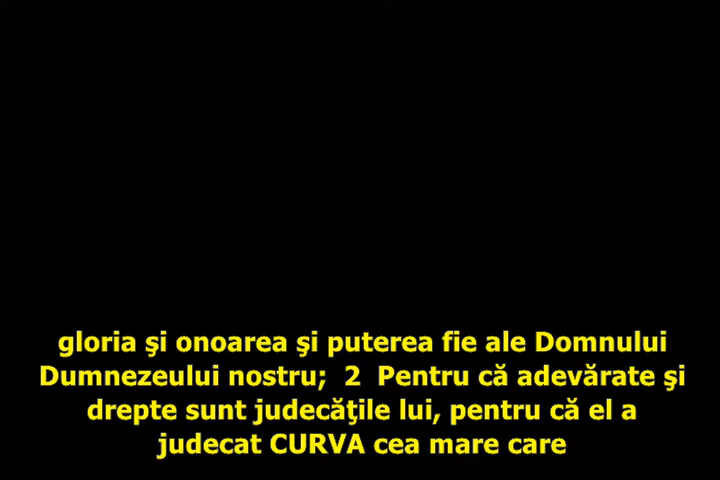 gloria şi onoarea şi puterea fie ale Domnului
Dumnezeului nostru;  2  Pentru că adevărate şi
drepte sunt judecăţile lui, pentru că el a
judecat CURVA cea mare care